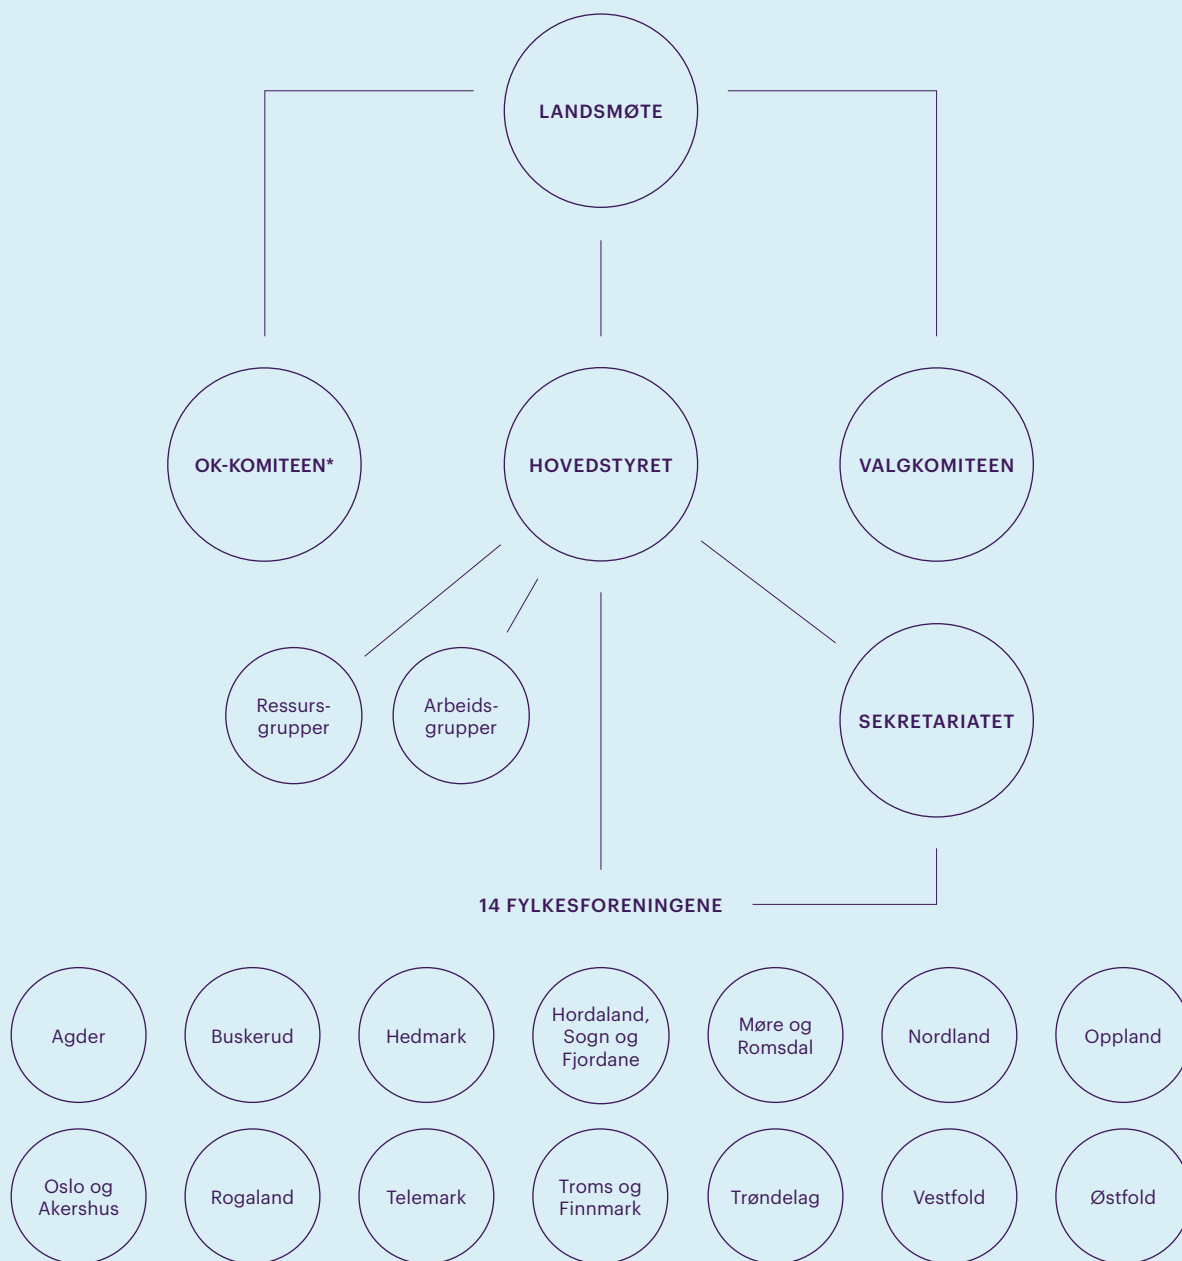 LANDSMØTE
OK-KOMITEEN*
HOVEDSTYRET
VALGKOMITEEN
Ressurs-
grupper
Arbeids-
grupper
SEKRETARIATET
14 FYLKESFORENINGENE
Agder
Buskerud
Hedmark
Hordaland,
Sogn og
Fjordane
Møre og
Romsdal
Nordland
Oppland
Oslo og
Akershus
Rogaland
Telemark
Troms og
Finnmark
Trøndelag
Vestfold
Østfold